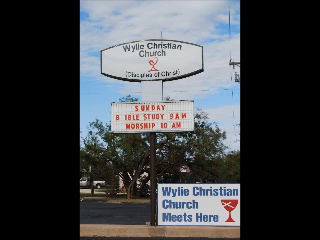 Wylie Christian
Church
(Disciples of Christ)
SUNDAY
BIBLE STUDY 9AM
WORSHIP 10 AM
Wylie Christian
Church
Meets Here